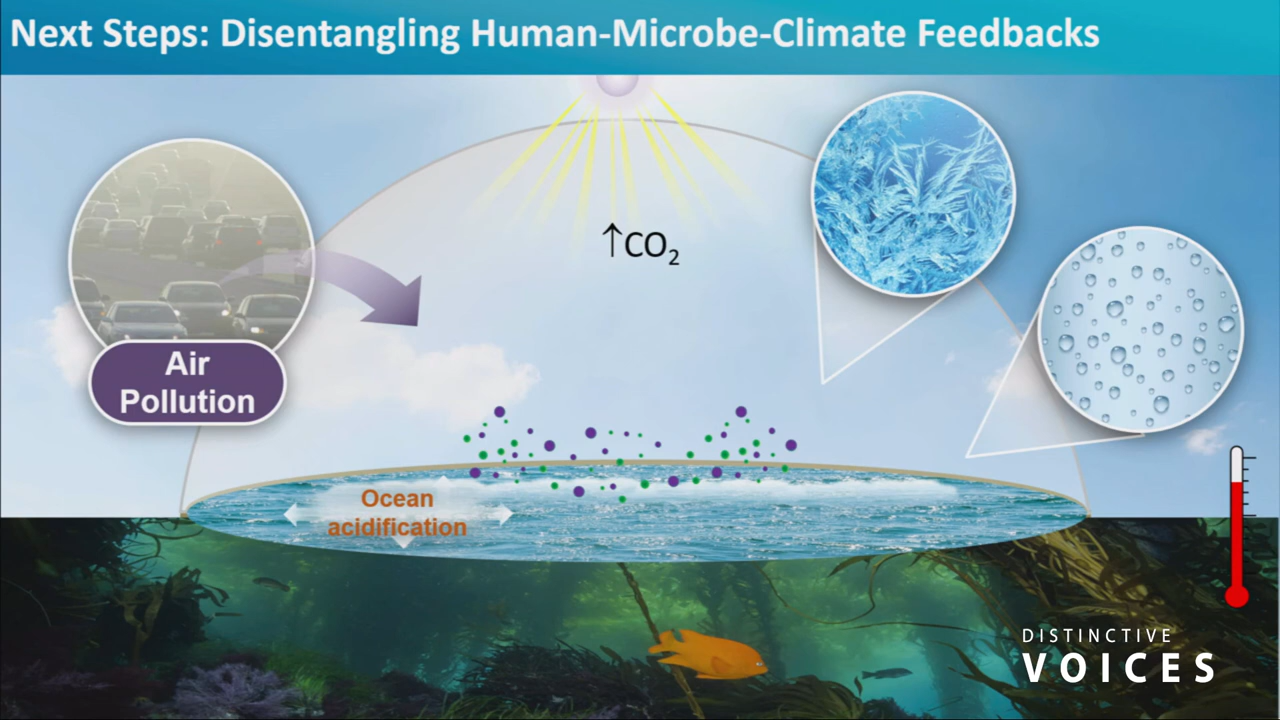 Next Steps: Disentangling Human-Microbe-Climate Feedbacks
↑CO₂
Air
Pollution
Ocean
acidification
DISTINCTIVE
VOICES